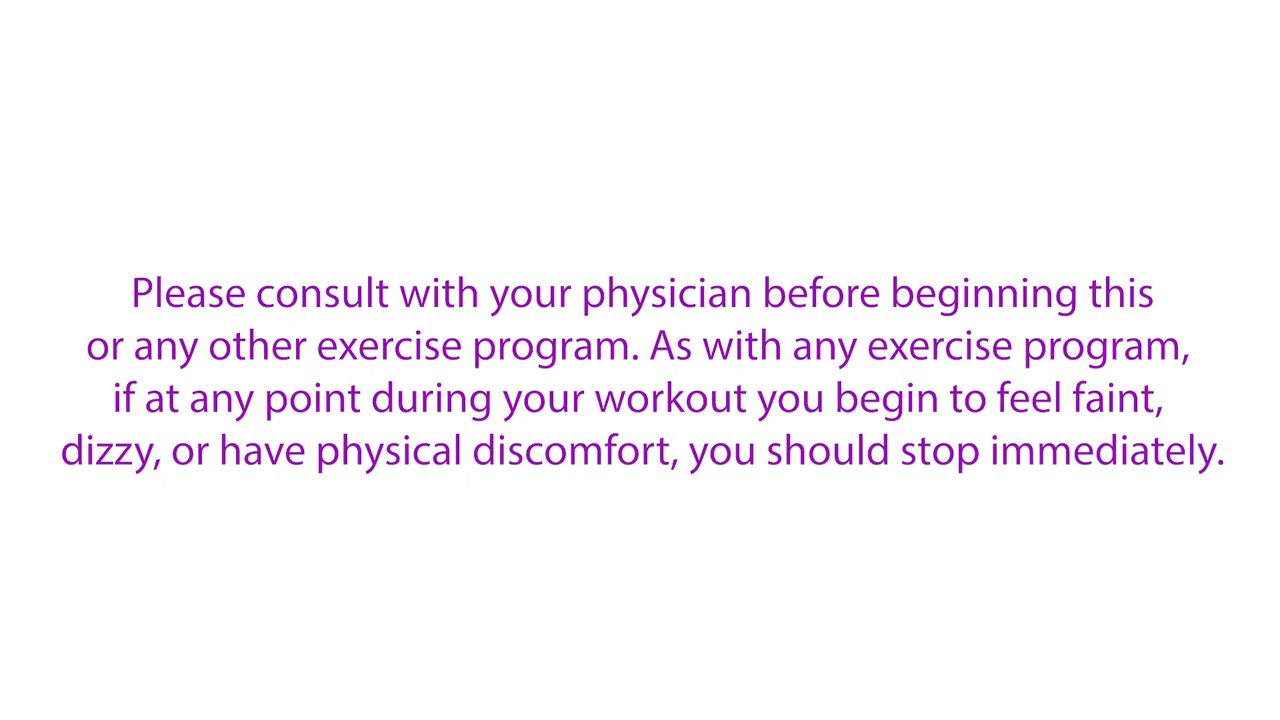 Please consult with your physician before beginning this
or any other exercise program. As with any exercise program,
if at any point during your workout you begin to feel faint,
dizzy, or have physical discomfort, you should stop immediately.